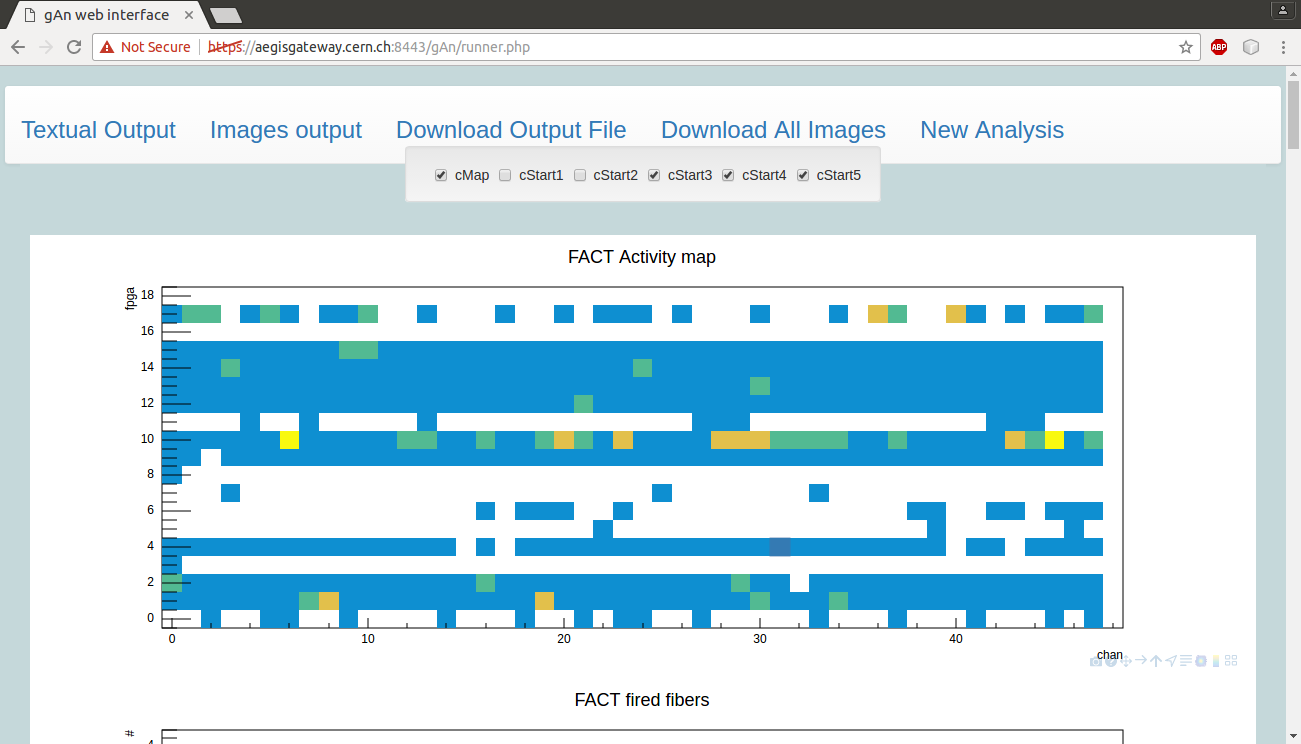 gAn web interface
Not Secure https://aegisgateway.cern.ch:8443/gAn/runner.php
ABP
Textual Output Images output Download Output File Download All Images New Analysis
cMap cStart1 cStart2 cStart3 cStart4 cStart5
FACT Activity map
fpga
18
16
14
12
10
8
6
4
2
0
0 10 20 30 40
chan
FACT fired fibers
#
4